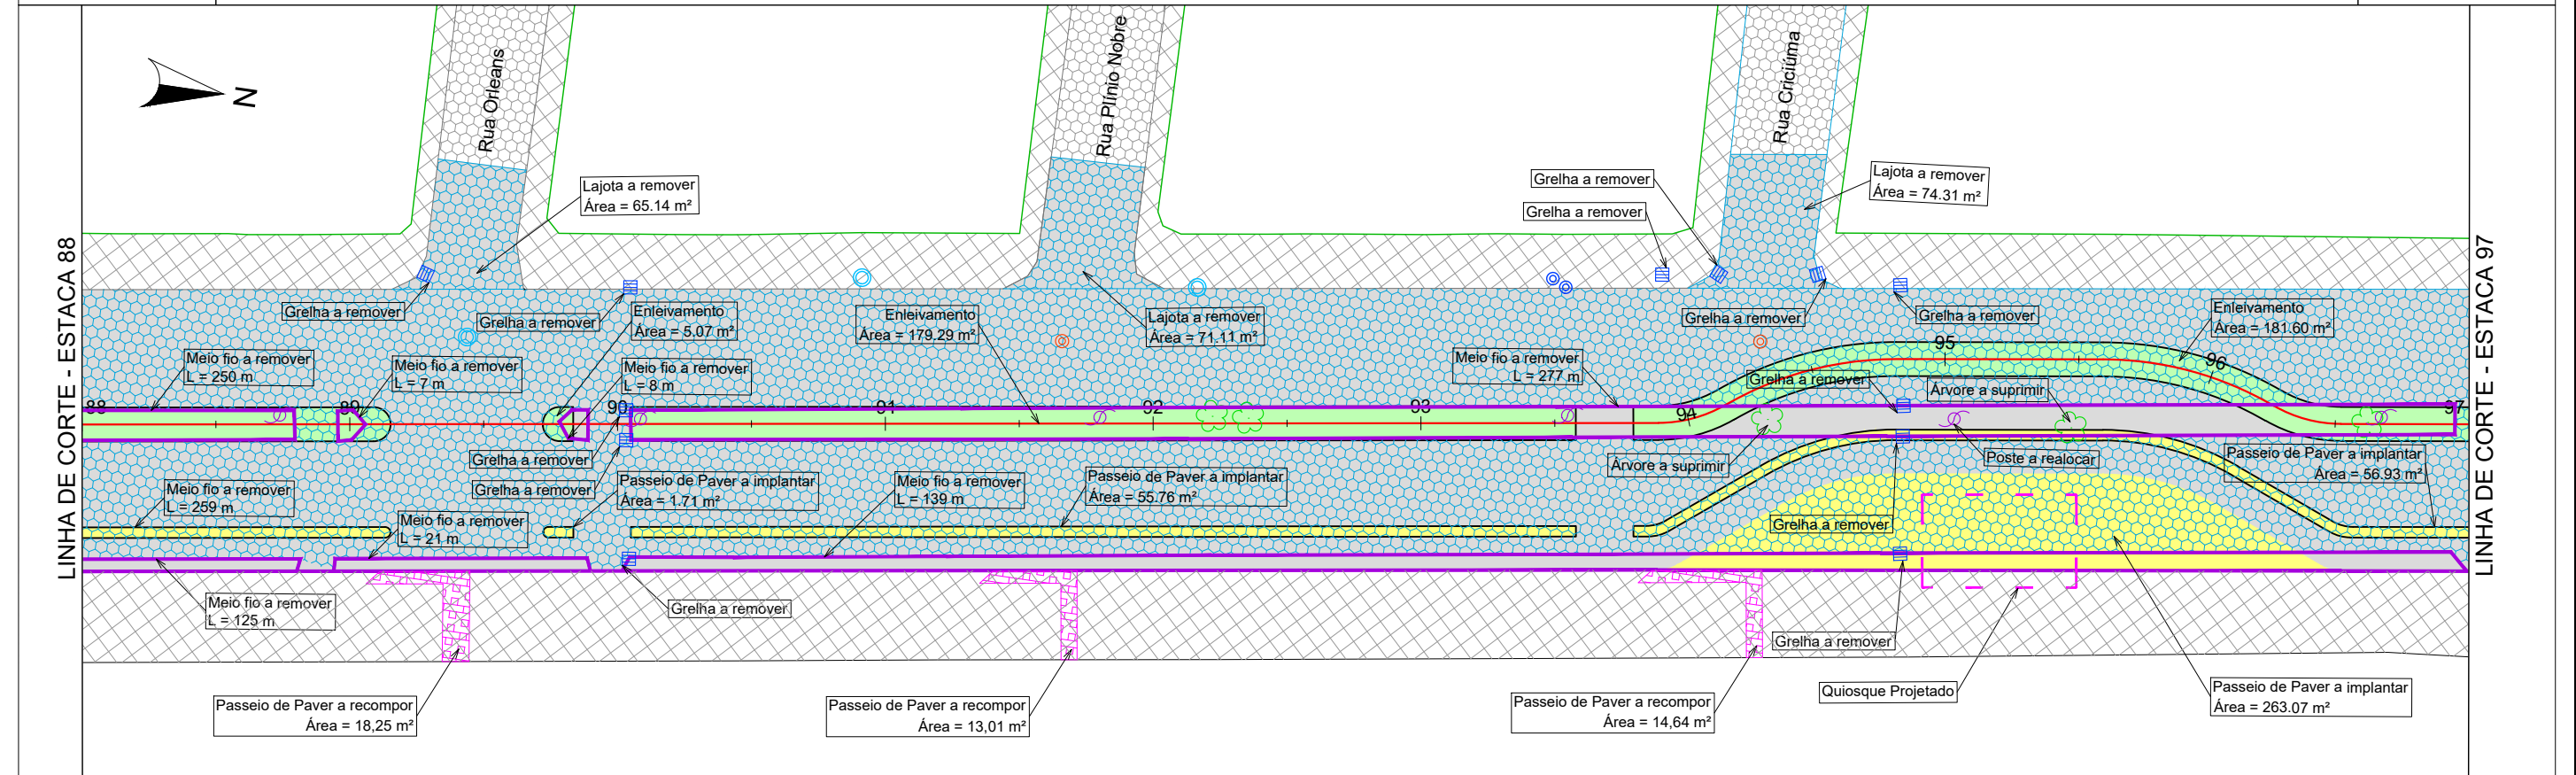 Rua Orleans
Rua Plínio Nobre
Rua Criciúma
N
LINHA DE CORTE - ESTACA 88
LINHA DE CORTE - ESTACA 97
Lajota a remover
Área = 65.14 m²
Grelha a remover
Grelha a remover
Lajota a remover
Área = 74.31 m²
Grelha a remover
Grelha a remover
Enleivamento
Área = 5.07 m²
Enleivamento
Área = 179.29 m²
Lajota a remover
Área = 71.11 m²
Grelha a remover
Grelha a remover
Enleivamento
Área = 181.60 m²
Meio fio a remover
L = 250 m
Meio fio a remover
L = 7 m
Meio fio a remover
L = 8 m
Meio fio a remover
L = 277 m
Grelha a remover
Árvore a suprimir
88
89
90
91
92
93
94
95
96
97
Grelha a remover
Grelha a remover
Árvore a suprimir
Poste a realocar
Passeio de Paver a implantar
Área = 56.93 m²
Meio fio a remover
L = 259 m
Passeio de Paver a implantar
Área = 1.71 m²
Meio fio a remover
L = 139 m
Passeio de Paver a implantar
Área = 55.76 m²
Meio fio a remover
L = 21 m
Grelha a remover
Meio fio a remover
L = 125 m
Grelha a remover
Grelha a remover
Passeio de Paver a recompor
Área = 18,25 m²
Passeio de Paver a recompor
Área = 13,01 m²
Passeio de Paver a recompor
Área = 14,64 m²
Quiosque Projetado
Passeio de Paver a implantar
Área = 263.07 m²